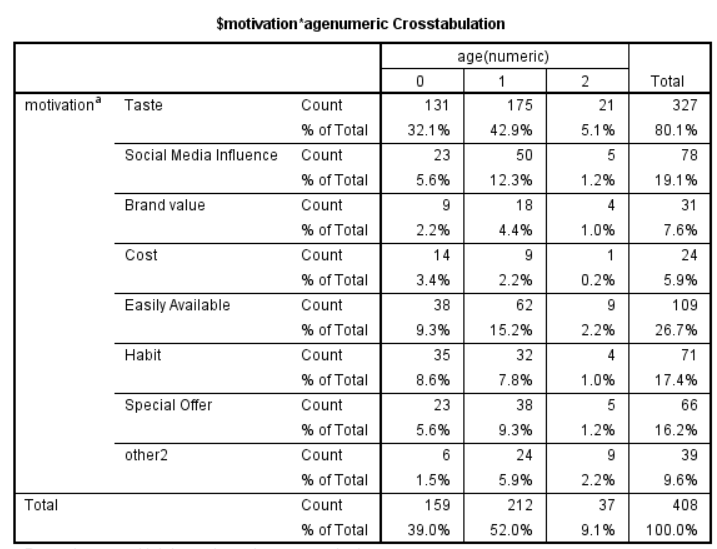 $motivation*agenumeric Crosstabulation
age(numeric)
0 1 2 Total
motivationa Taste Count 131 175 21 327
% of Total 32.1% 42.9% 5.1% 80.1%
Social Media Influence Count 23 50 5 78
% of Total 5.6% 12.3% 1.2% 19.1%
Brand value Count 9 18 4 31
% of Total 2.2% 4.4% 1.0% 7.6%
Cost Count 14 9 1 24
% of Total 3.4% 2.2% 0.2% 5.9%
Easily Available Count 38 62 9 109
% of Total 9.3% 15.2% 2.2% 26.7%
Habit Count 35 32 4 71
% of Total 8.6% 7.8% 1.0% 17.4%
Special Offer Count 23 38 5 66
% of Total 5.6% 9.3% 1.2% 16.2%
other2 Count 6 24 9 39
% of Total 1.5% 5.9% 2.2% 9.6%
Total Count 159 212 37 408
% of Total 39.0% 52.0% 9.1% 100.0%